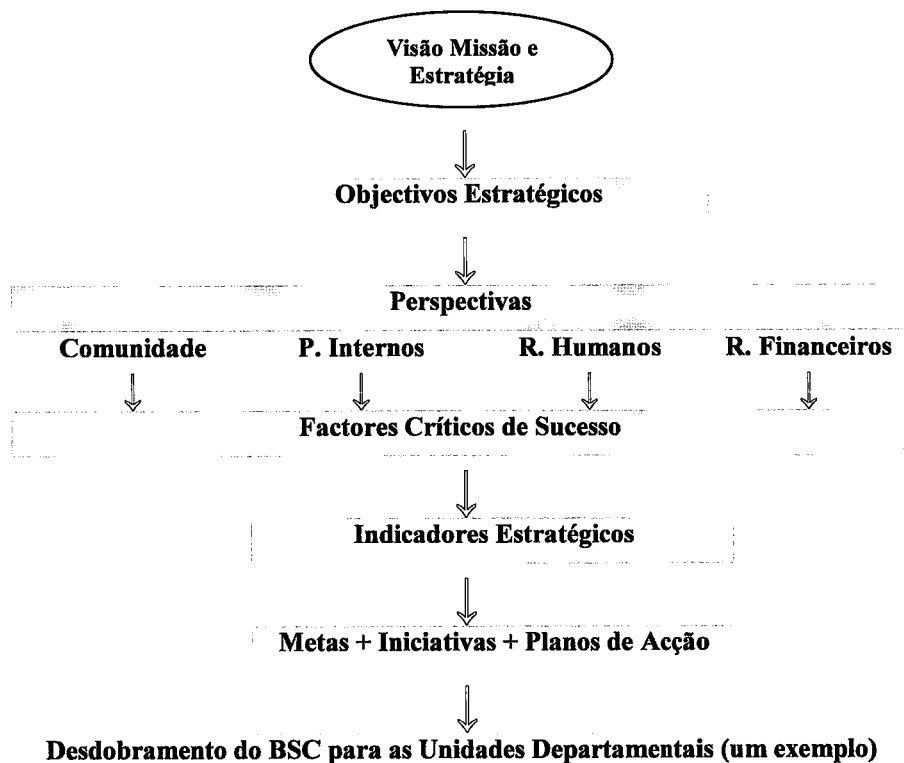 Visão Missão e
Estratégia
Objectivos Estratégicos
Perspectivas
Comunidade P. Internos R. Humanos R. Financeiros
Factores Críticos de Sucesso
Indicadores Estratégicos
Metas + Iniciativas + Planos de Acção
Desdobramento do BSC para as Unidades Departamentais (um exemplo)